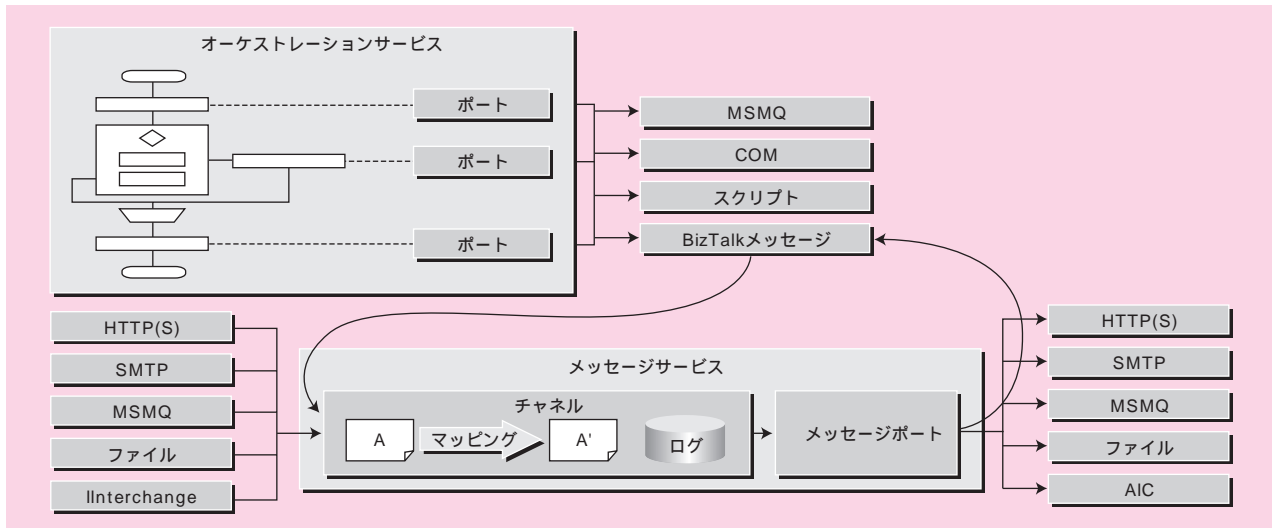 オーケストレーションサービス
ポート
ポート
ポート
MSMQ
COM
スクリプト
BizTalkメッセージ
HTTP(S)
SMTP
MSMQ
ファイル
IInterchange
メッセージサービス
チャネル
A
マッピング
A'
ログ
メッセージポート
HTTP(S)
SMTP
MSMQ
ファイル
AIC